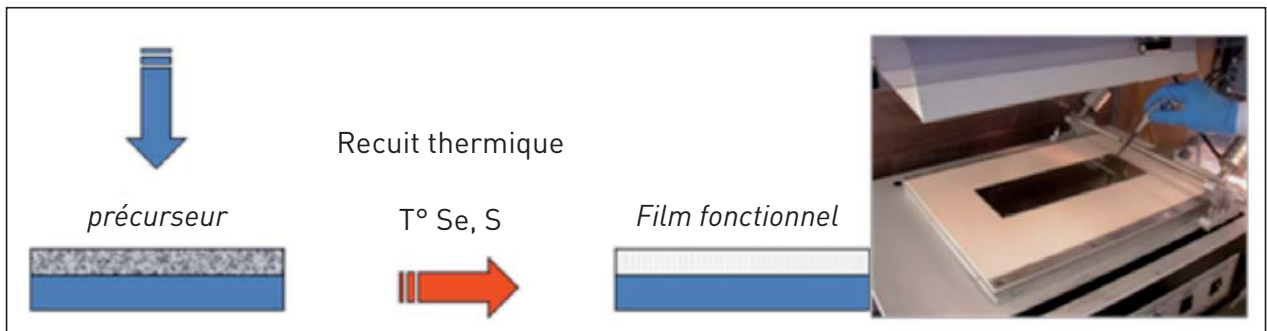 Recuit thermique
précurseur
T° Se, S
Film fonctionnel